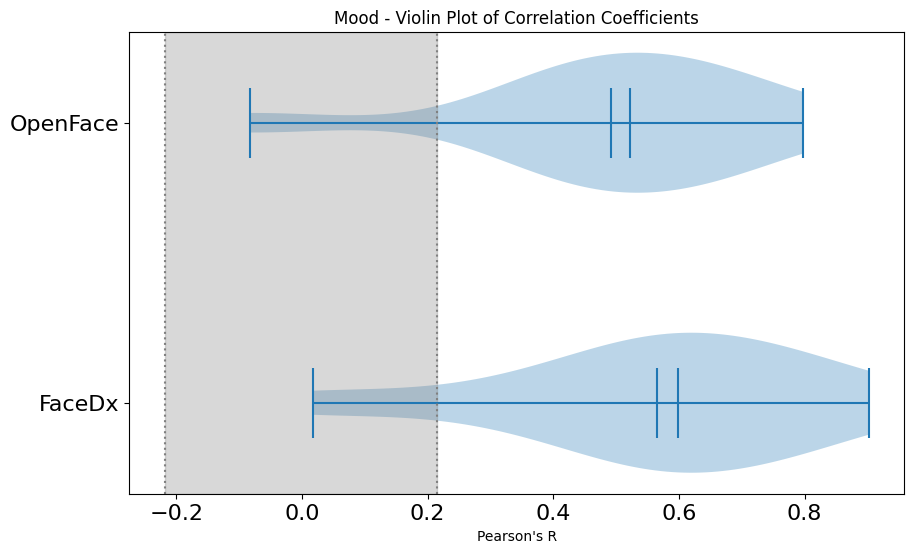 Mood - Violin Plot of Correlation Coefficients
OpenFace
FaceDx
−0.2 0.0 0.2 0.4 0.6 0.8
Pearson's R